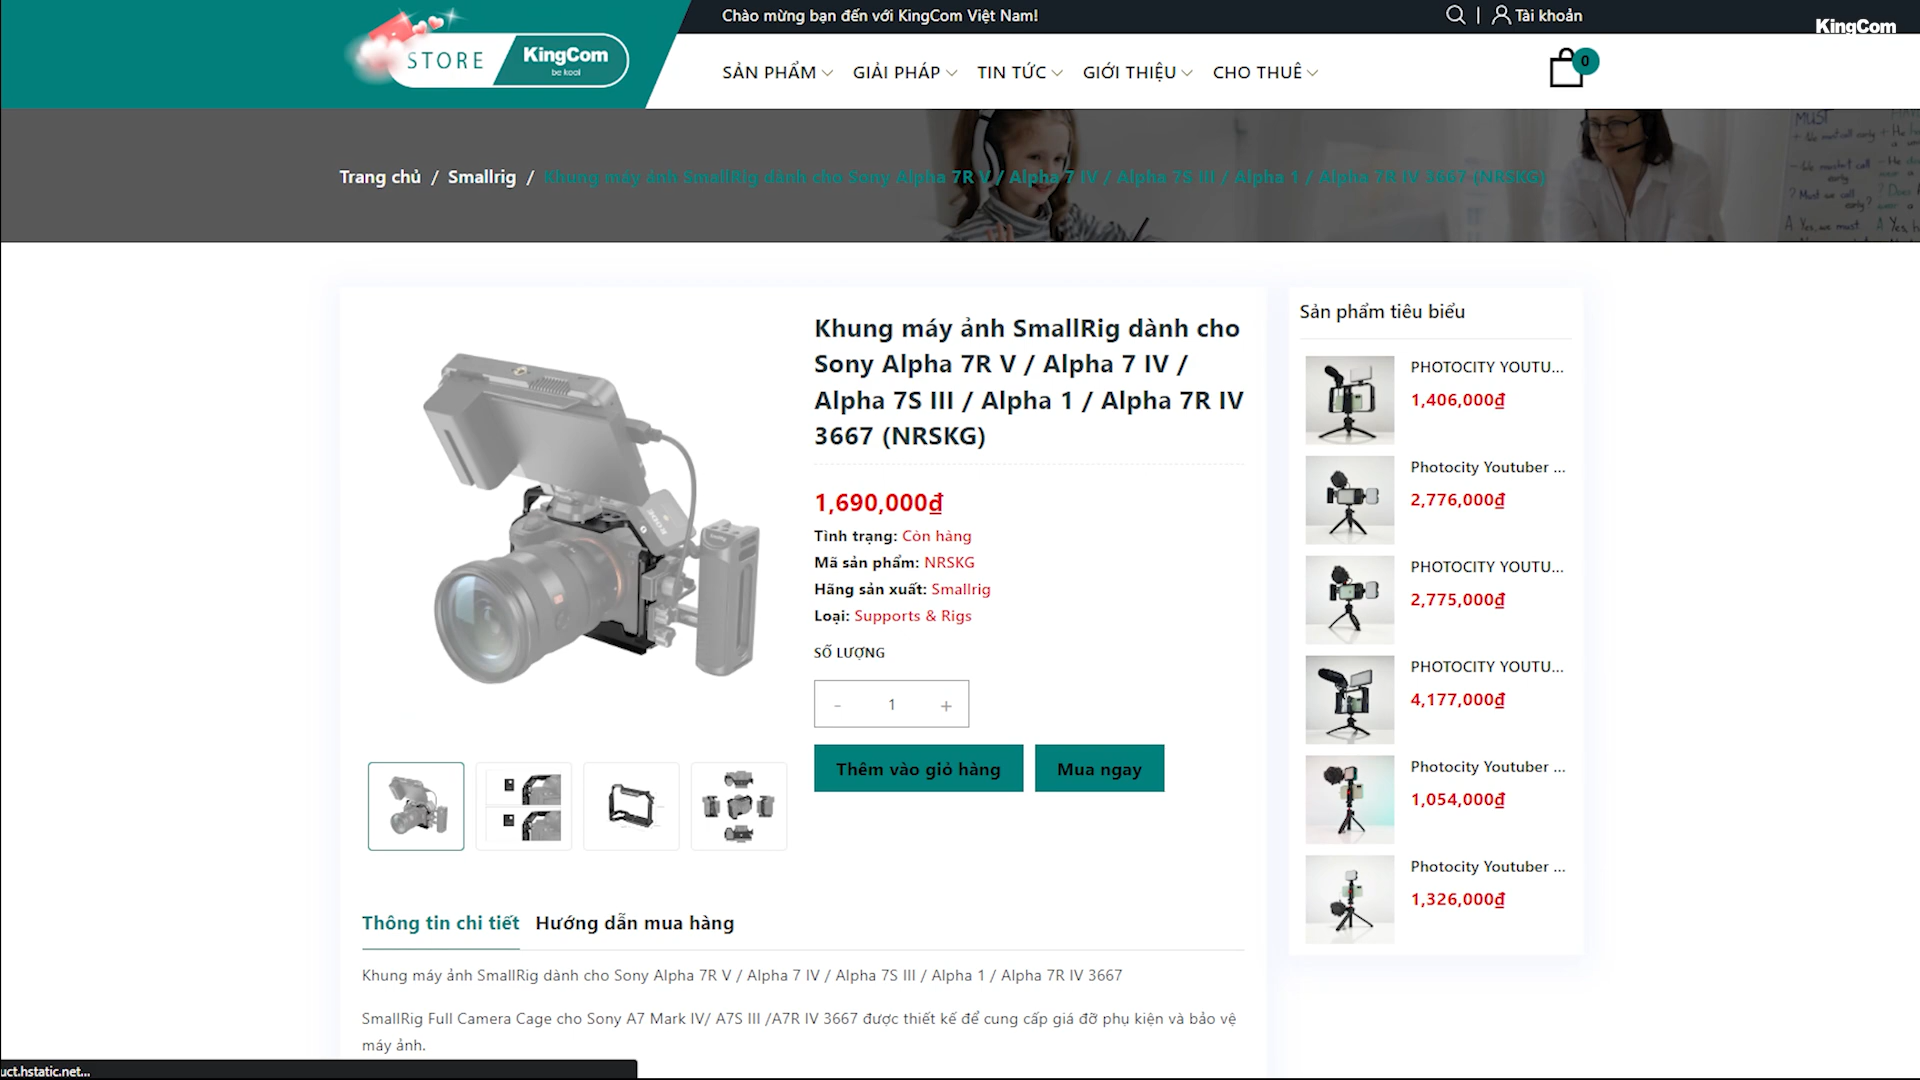 Chào mừng bạn đến với KingCom Việt Nam!
Tài khoản
KingCom
STORE
KingCom
be kool
SẢN PHẨM
GIẢI PHÁP
TIN TỨC
GIỚI THIỆU
CHO THUÊ
0
Trang chủ / Smallrig / Khung máy ảnh SmallRig dành cho Sony Alpha 7R V / Alpha 7 IV / Alpha 7S III / Alpha 1 / Alpha 7R IV 3667 (NRSKG)
Khung máy ảnh SmallRig dành cho
Sony Alpha 7R V / Alpha 7 IV /
Alpha 7S III / Alpha 1 / Alpha 7R IV
3667 (NRSKG)
1,690,000₫
Tình trạng: Còn hàng
Mã sản phẩm: NRSKG
Hãng sản xuất: Smallrig
Loại: Supports & Rigs
SỐ LƯỢNG
- 1 +
Thêm vào giỏ hàng
Mua ngay
Sản phẩm tiêu biểu
PHOTOCITY YOUTU...
1,406,000₫
Photocity Youtuber ...
2,776,000₫
PHOTOCITY YOUTU...
2,775,000₫
PHOTOCITY YOUTU...
4,177,000₫
Photocity Youtuber ...
1,054,000₫
Photocity Youtuber ...
1,326,000₫
Thông tin chi tiết
Hướng dẫn mua hàng
Khung máy ảnh SmallRig dành cho Sony Alpha 7R V / Alpha 7 IV / Alpha 7S III / Alpha 1 / Alpha 7R IV 3667
SmallRig Full Camera Cage cho Sony A7 Mark IV/ A7S III /A7R IV 3667 được thiết kế để cung cấp giá đỡ phụ kiện và bảo vệ
máy ảnh.
uct.hstatic.net...